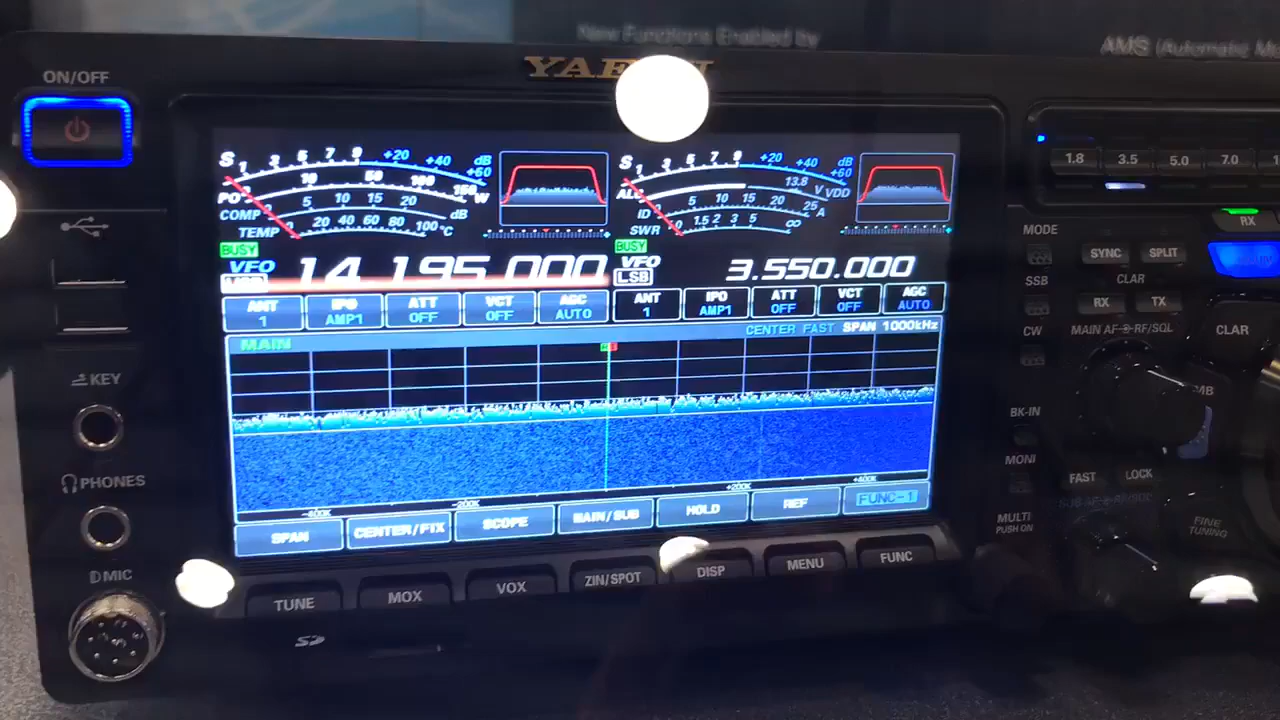 New Functions Enabled by
AMS (Automatic
ON/OFF
YAE
S 1 3 5 7 9 +20 +40 +60 dB
PO 10 50 100 150 W
COMP 5 10 15 20 dB
TEMP 20 40 60 80 100 °C
S 1 3 5 7 9 +20 +40 +60 dB
ALC 13.8 V VDD
ID 5 10 15 20 25 A
SWR 1 1.5 2 3 5 ∞
1.8 3.5 5.0 7.0
BUSY
VFO 14.195.000
BUSY
VFO
LSB 3.550.000
ANT 1
IPO AMP1
ATT OFF
VCT OFF
AGC AUTO
ANT 1
IPO AMP1
ATT OFF
VCT OFF
AGC AUTO
MAIN CENTER FAST SPAN 1000kHz
-400K -200K +200K +400K
SPAN CENTER/FIX SCOPE MAIN/SUB HOLD REF FUNC-1
TUNE MOX VOX ZIN/SPOT DISP MENU FUNC
KEY
PHONES
MIC
SD
MODE
SSB
CW
BK-IN
MONI
MULTI
PUSH ON
RX
SYNC SPLIT
CLAR
RX TX
MAIN AF RF/SQL
CLAR
MB
FAST LOCK
SUB AF RF/SQL
FINE
TUNING